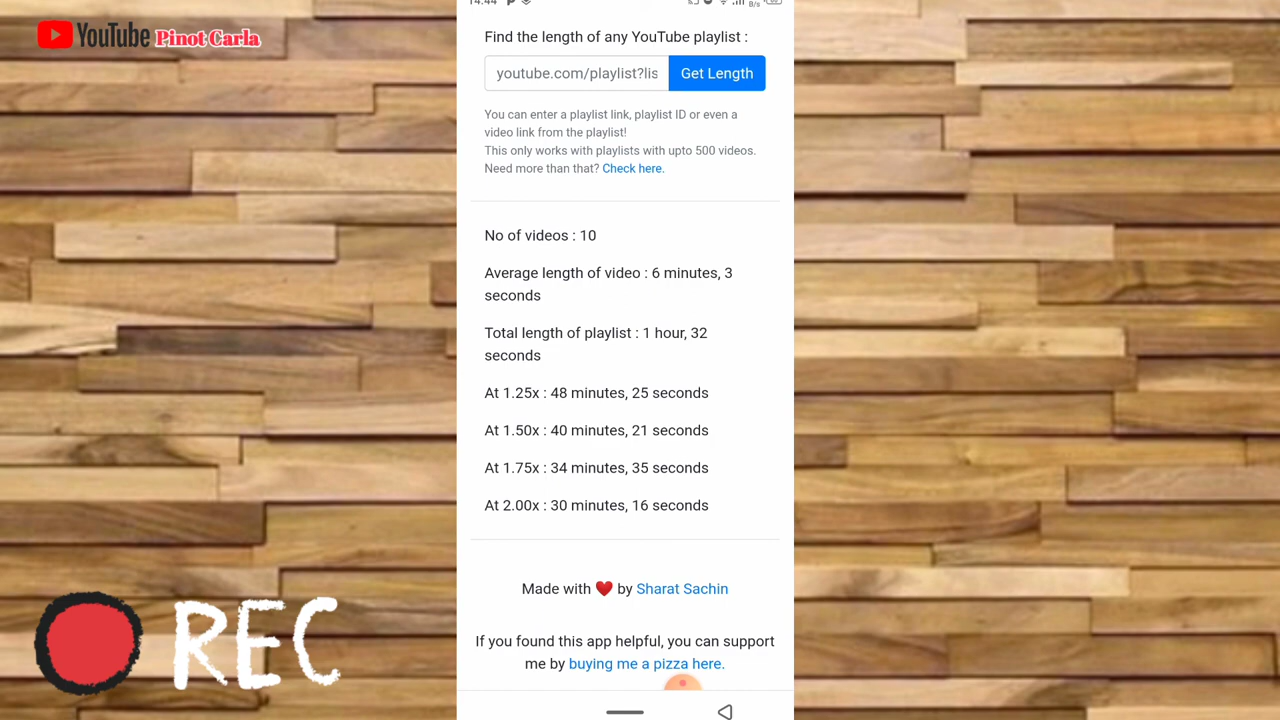 YouTube Pinot Carla
14:44
B/s
Find the length of any YouTube playlist :
youtube.com/playlist?lis
Get Length
You can enter a playlist link, playlist ID or even a
video link from the playlist!
This only works with playlists with upto 500 videos.
Need more than that? Check here.
No of videos : 10
Average length of video : 6 minutes, 3
seconds
Total length of playlist : 1 hour, 32
seconds
At 1.25x : 48 minutes, 25 seconds
At 1.50x : 40 minutes, 21 seconds
At 1.75x : 34 minutes, 35 seconds
At 2.00x : 30 minutes, 16 seconds
Made with ❤️ by Sharat Sachin
If you found this app helpful, you can support
me by buying me a pizza here.
REC